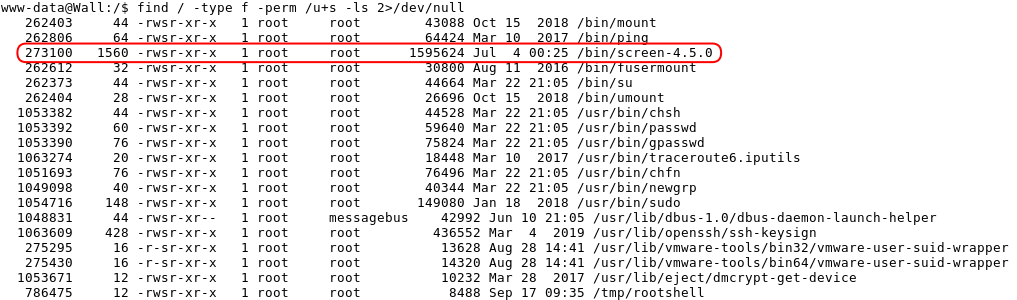 www-data@Wall:/$ find / -type f -perm /u+s -ls 2>/dev/null
262403 44 -rwsr-xr-x 1 root root 43088 Oct 15 2018 /bin/mount
262806 64 -rwsr-xr-x 1 root root 64424 Mar 10 2017 /bin/ping
273100 1560 -rwsr-xr-x 1 root root 1595624 Jul 4 00:25 /bin/screen-4.5.0
262612 32 -rwsr-xr-x 1 root root 30800 Aug 11 2016 /bin/fusermount
262373 44 -rwsr-xr-x 1 root root 44664 Mar 22 21:05 /bin/su
262404 28 -rwsr-xr-x 1 root root 26696 Oct 15 2018 /bin/umount
1053382 44 -rwsr-xr-x 1 root root 44528 Mar 22 21:05 /usr/bin/chsh
1053392 60 -rwsr-xr-x 1 root root 59640 Mar 22 21:05 /usr/bin/passwd
1053390 76 -rwsr-xr-x 1 root root 75824 Mar 22 21:05 /usr/bin/gpasswd
1063274 20 -rwsr-xr-x 1 root root 18448 Mar 10 2017 /usr/bin/traceroute6.iputils
1051693 76 -rwsr-xr-x 1 root root 76496 Mar 22 21:05 /usr/bin/chfn
1049098 40 -rwsr-xr-x 1 root root 40344 Mar 22 21:05 /usr/bin/newgrp
1054716 148 -rwsr-xr-x 1 root root 149080 Jan 18 2018 /usr/bin/sudo
1048831 44 -rwsr-xr-- 1 root messagebus 42992 Jun 10 21:05 /usr/lib/dbus-1.0/dbus-daemon-launch-helper
1063609 428 -rwsr-xr-x 1 root root 436552 Mar 4 2019 /usr/lib/openssh/ssh-keysign
275295 16 -r-sr-xr-x 1 root root 13628 Aug 28 14:41 /usr/lib/vmware-tools/bin32/vmware-user-suid-wrapper
275430 16 -r-sr-xr-x 1 root root 14320 Aug 28 14:41 /usr/lib/vmware-tools/bin64/vmware-user-suid-wrapper
1053671 12 -rwsr-xr-x 1 root root 10232 Mar 28 2017 /usr/lib/eject/dmcrypt-get-device
786475 12 -rwsr-xr-x 1 root root 8488 Sep 17 09:35 /tmp/rootshell